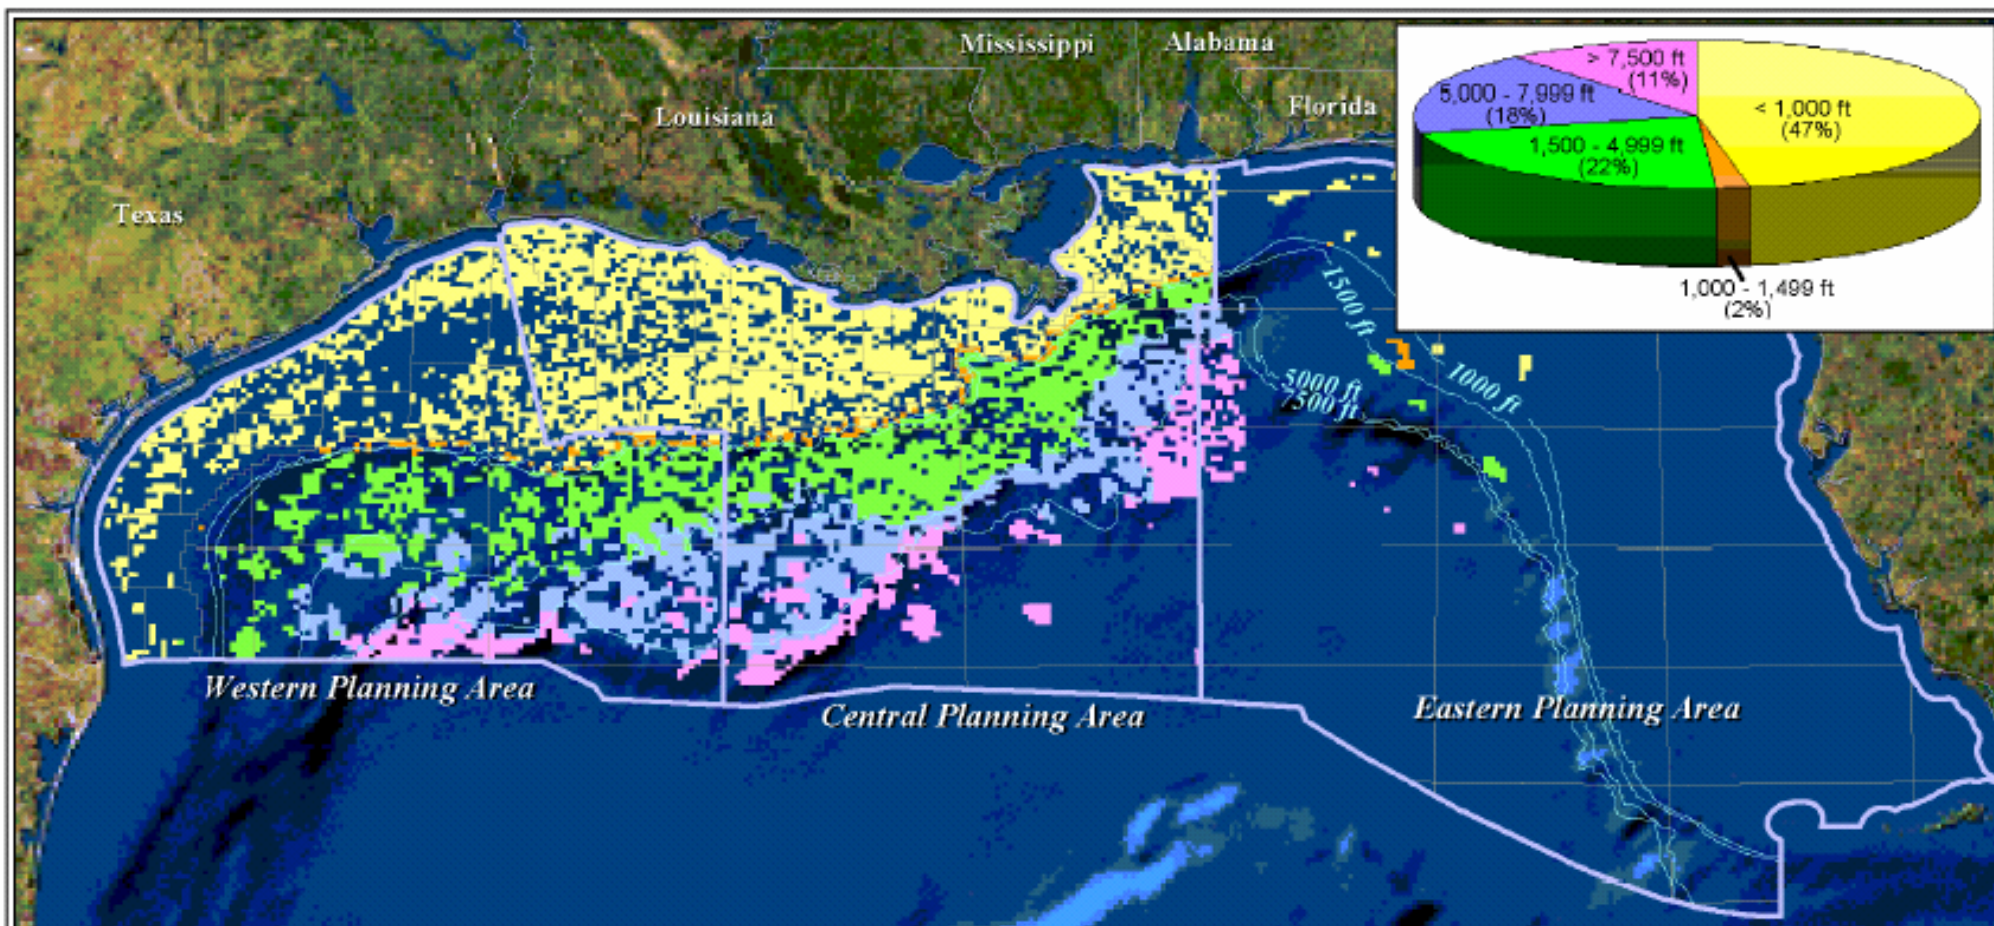 Mississippi
Alabama
Louisiana
Florida
Texas
> 7,500 ft
(11%)
5,000 - 7,999 ft
(18%)
< 1,000 ft
(47%)
1,500 - 4,999 ft
(22%)
1,000 - 1,499 ft
(2%)
1500 ft
1000 ft
5000 ft
7500 ft
Western Planning Area
Central Planning Area
Eastern Planning Area